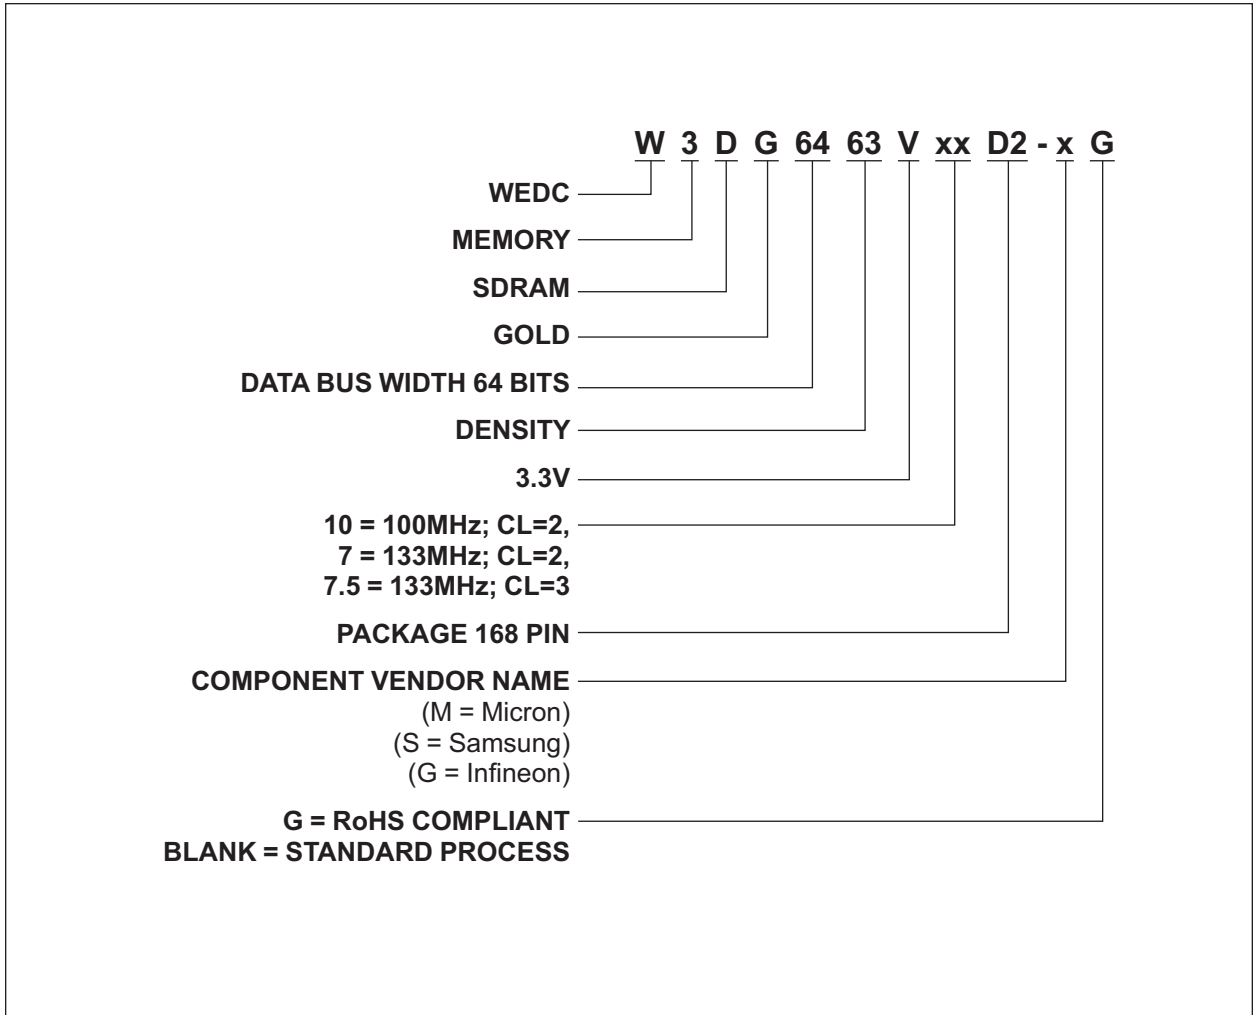 W 3 D G 64 63 V xx D2 - x G
WEDC
MEMORY
SDRAM
GOLD
DATA BUS WIDTH 64 BITS
DENSITY
3.3V
10 = 100MHz; CL=2,
7 = 133MHz; CL=2,
7.5 = 133MHz; CL=3
PACKAGE 168 PIN
COMPONENT VENDOR NAME
(M = Micron)
(S = Samsung)
(G = Infineon)
G = RoHS COMPLIANT
BLANK = STANDARD PROCESS